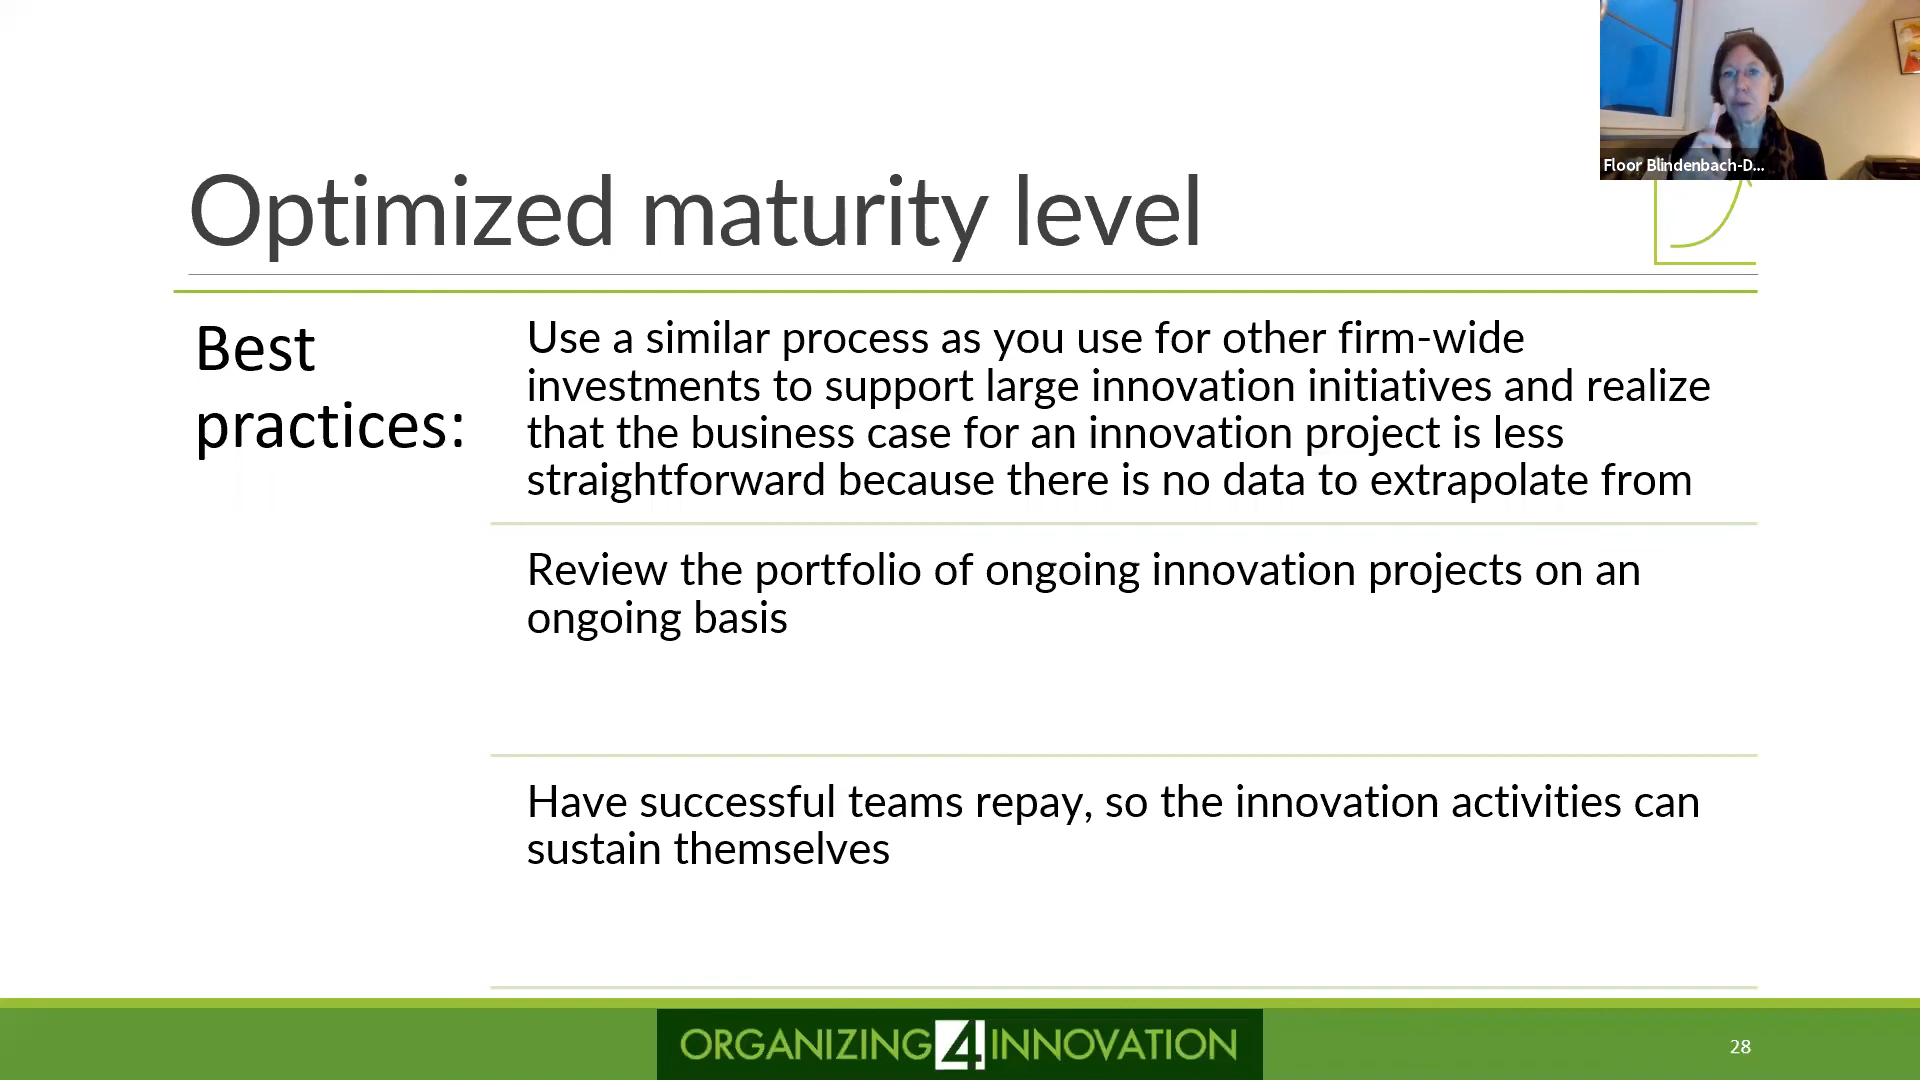 Floor Blindenbach-D...
Optimized maturity level
Best
practices:
Use a similar process as you use for other firm-wide
investments to support large innovation initiatives and realize
that the business case for an innovation project is less
straightforward because there is no data to extrapolate from
Review the portfolio of ongoing innovation projects on an
ongoing basis
Have successful teams repay, so the innovation activities can
sustain themselves
ORGANIZING 4 INNOVATION
28